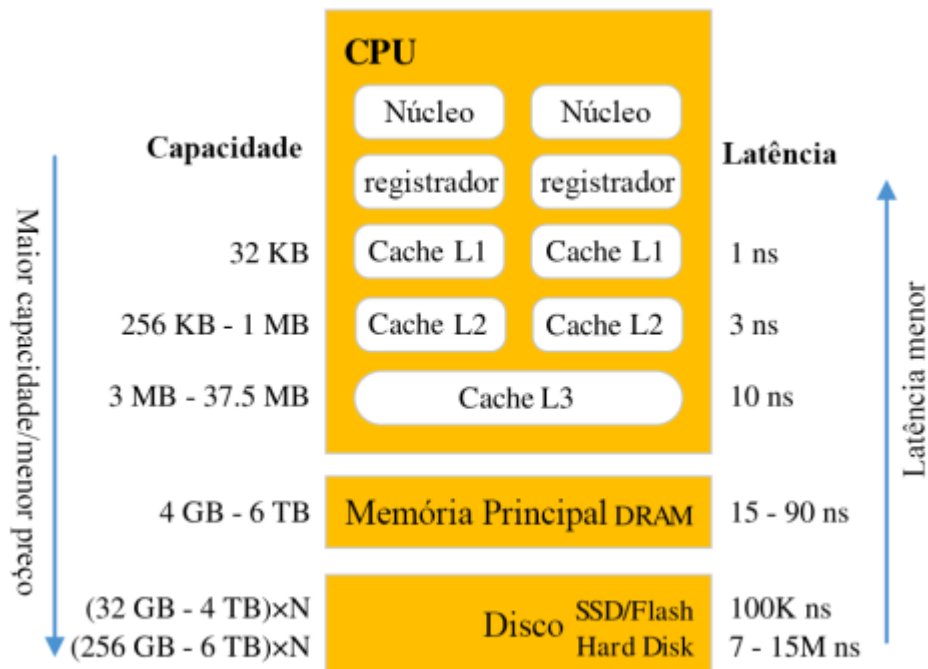 CPU
Núcleo Núcleo
Capacidade Latência
registrador registrador
32 KB Cache L1 Cache L1 1 ns
256 KB - 1 MB Cache L2 Cache L2 3 ns
3 MB - 37.5 MB Cache L3 10 ns
4 GB - 6 TB Memória Principal DRAM 15 - 90 ns
(32 GB - 4 TB)×N Disco SSD/Flash 100K ns
(256 GB - 6 TB)×N Hard Disk 7 - 15M ns
Maior capacidade/menor preço
Latência menor